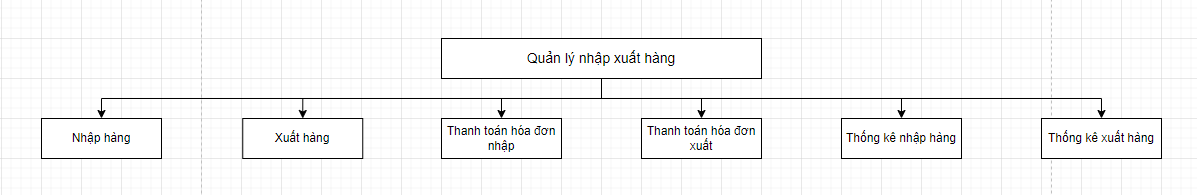 Quản lý nhập xuất hàng
Nhập hàng
Xuất hàng
Thanh toán hóa đơn
nhập
Thanh toán hóa đơn
xuất
Thống kê nhập hàng
Thống kê xuất hàng